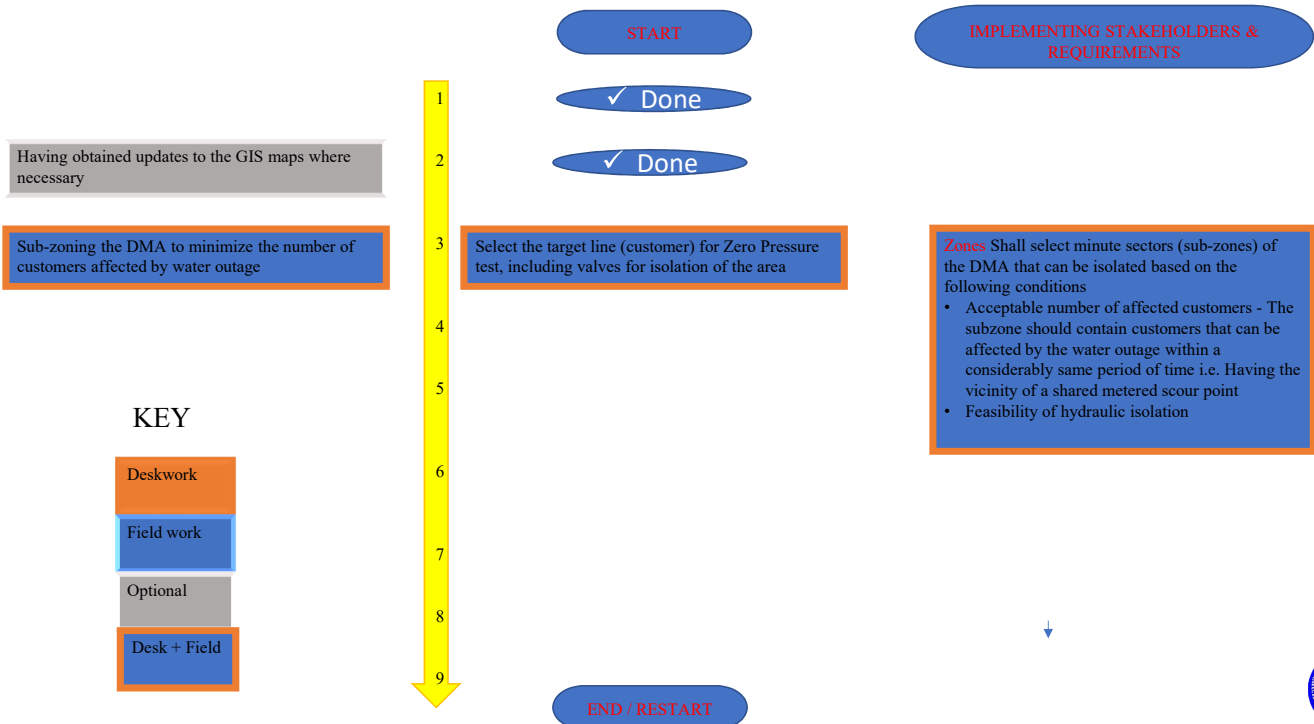 START
IMPLEMENTING STAKEHOLDERS &
REQUIREMENTS
1
✓ Done
Having obtained updates to the GIS maps where
necessary
2
✓ Done
Sub-zoning the DMA to minimize the number of
customers affected by water outage
3
Select the target line (customer) for Zero Pressure
test, including valves for isolation of the area
Zones Shall select minute sectors (sub-zones) of
the DMA that can be isolated based on the
following conditions
• Acceptable number of affected customers - The
subzone should contain customers that can be
affected by the water outage within a
considerably same period of time i.e. Having the
vicinity of a shared metered scour point
• Feasibility of hydraulic isolation
4
5
KEY
Deskwork
6
Field work
7
Optional
8
Desk + Field
9
END / RESTART